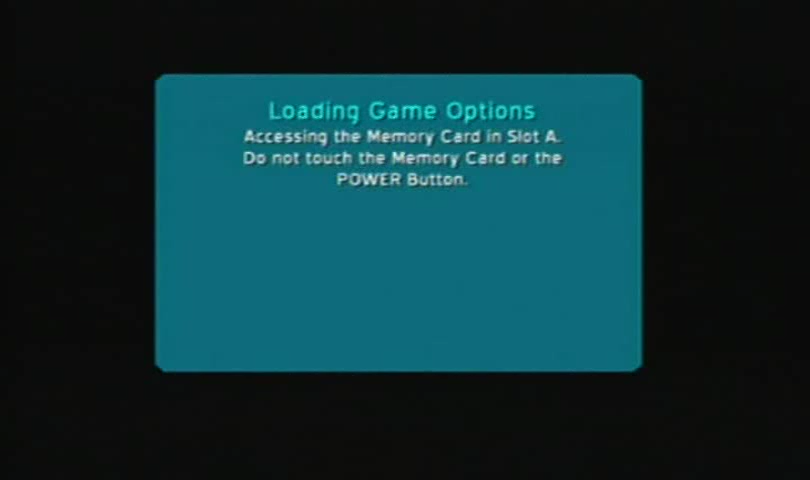 Loading Game Options
Accessing the Memory Card in Slot A.
Do not touch the Memory Card or the
POWER Button.